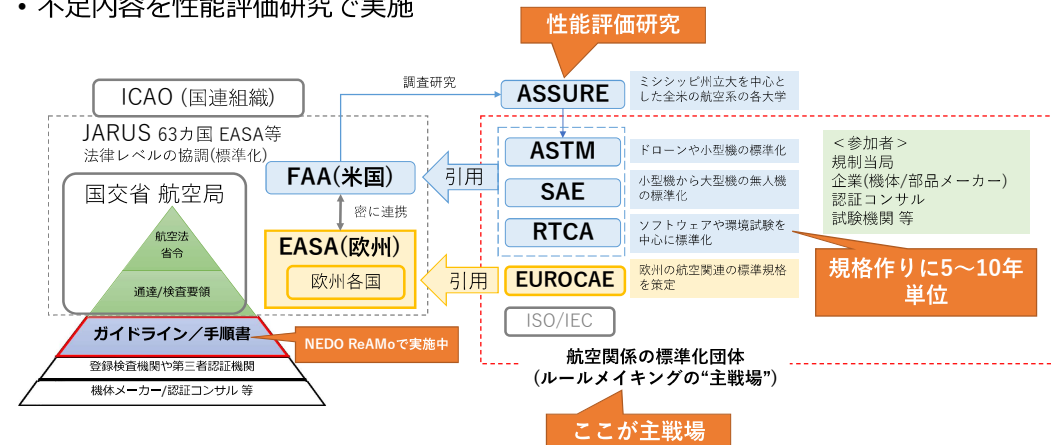 • 不足内容を性能評価研究で実施
性能評価研究
調査研究
ASSURE
ミシシッピ州立大を中心と
した全米の航空系の各大学
ICAO (国連組織)
JARUS 63カ国 EASA等
法律レベルの協調(標準化)
国交省 航空局
航空法
省令
通達/検査要領
ガイドライン／手順書
登録検査機関や第三者認証機関
機体メーカー/認証コンサル 等
NEDO ReAMoで実施中
FAA(米国)
密に連携
EASA(欧州)
欧州各国
引用
引用
ASTM
ドローンや小型機の標準化
SAE
小型機から大型機の無人機
の標準化
RTCA
ソフトウェアや環境試験を
中心に標準化
EUROCAE
欧州の航空関連の標準規格
を策定
ISO/IEC
＜参加者＞
規制当局
企業(機体/部品メーカー)
認証コンサル
試験機関 等
規格作りに5～10年
単位
航空関係の標準化団体
(ルールメイキングの“主戦場”)
ここが主戦場